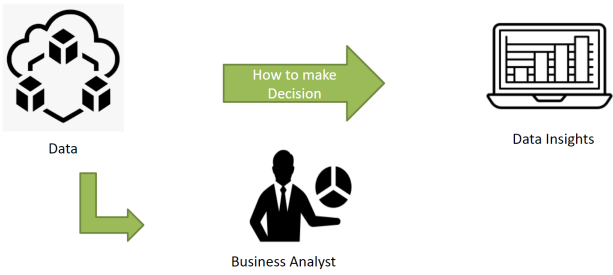 How to make
Decision
Data
Data Insights
Business Analyst